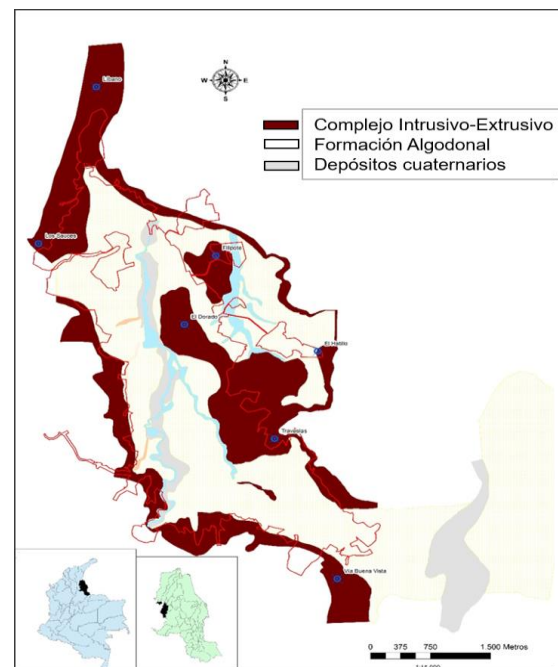 Líbano
N
W E
S
Complejo Intrusivo-Extrusivo
Formación Algodonal
Depósitos cuaternarios
Los Sauces
Filipote
El Dorado
El Hatillo
Travesías
Vía Buena Vista
0 375 750 1.500 Metros